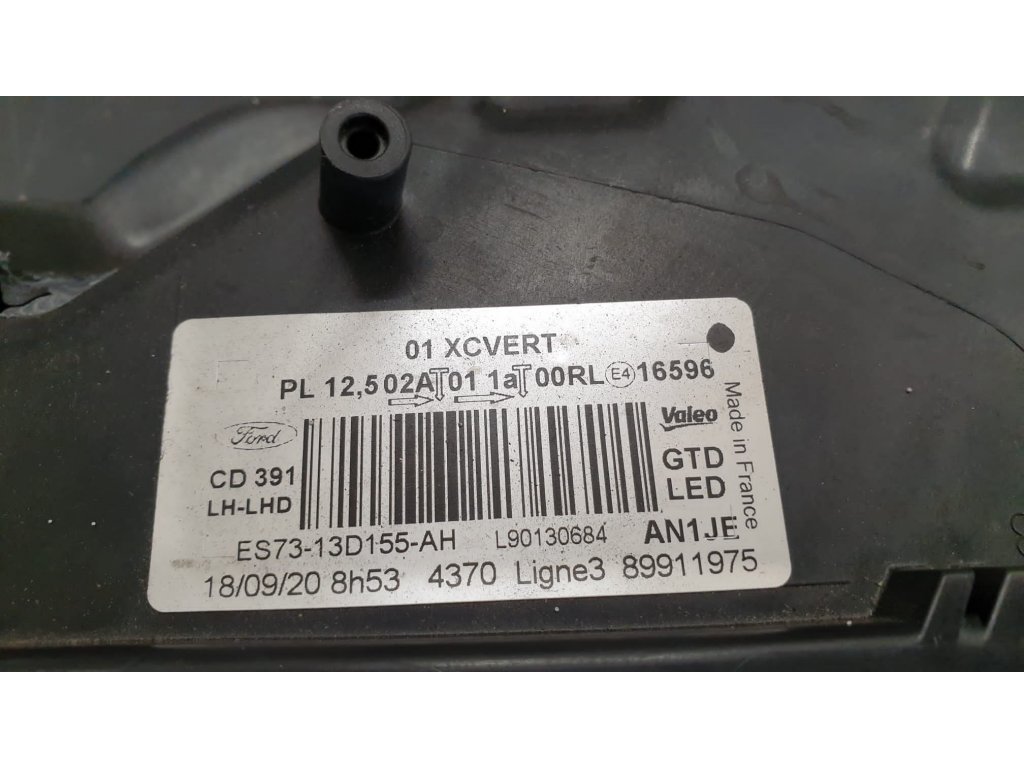 01 XCVERT
PL 12,5 02A 01 1a 00RL E4 16596
Ford
Valeo
Made in France
CD 391
LH-LHD
GTD
LED
ES73-13D155-AH L90130684 AN1JE
18/09/20 8h53 4370 Ligne3 89911975